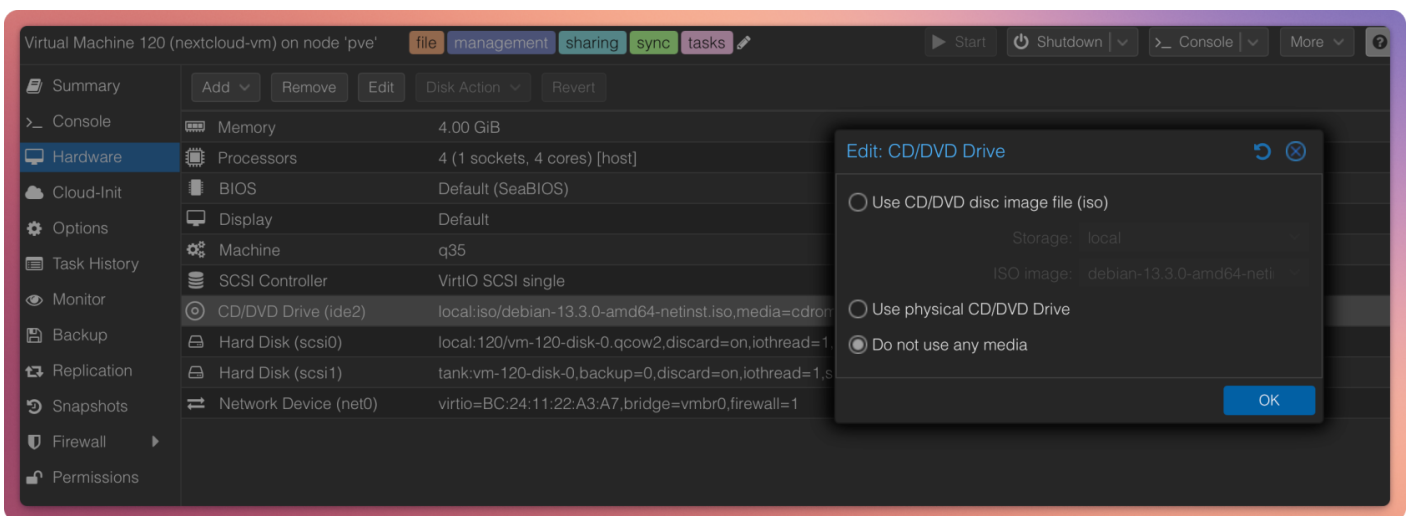 Virtual Machine 120 (nextcloud-vm) on node 'pve' file management sharing sync tasks Start Shutdown Console More
Summary
Console
Hardware
Cloud-Init
Options
Task History
Monitor
Backup
Replication
Snapshots
Firewall
Permissions
Add Remove Edit Disk Action Revert
Memory 4.00 GiB
Processors 4 (1 sockets, 4 cores) [host]
BIOS Default (SeaBIOS)
Display Default
Machine q35
SCSI Controller VirtIO SCSI single
CD/DVD Drive (ide2) local:iso/debian-13.3.0-amd64-netinst.iso,media=cdrom
Hard Disk (scsi0) local:120/vm-120-disk-0.qcow2,discard=on,iothread=1,
Hard Disk (scsi1) tank:vm-120-disk-0,backup=0,discard=on,iothread=1,s
Network Device (net0) virtio=BC:24:11:22:A3:A7,bridge=vmbr0,firewall=1
Edit: CD/DVD Drive
Use CD/DVD disc image file (iso)
Storage: local
ISO image: debian-13.3.0-amd64-neti
Use physical CD/DVD Drive
Do not use any media
OK